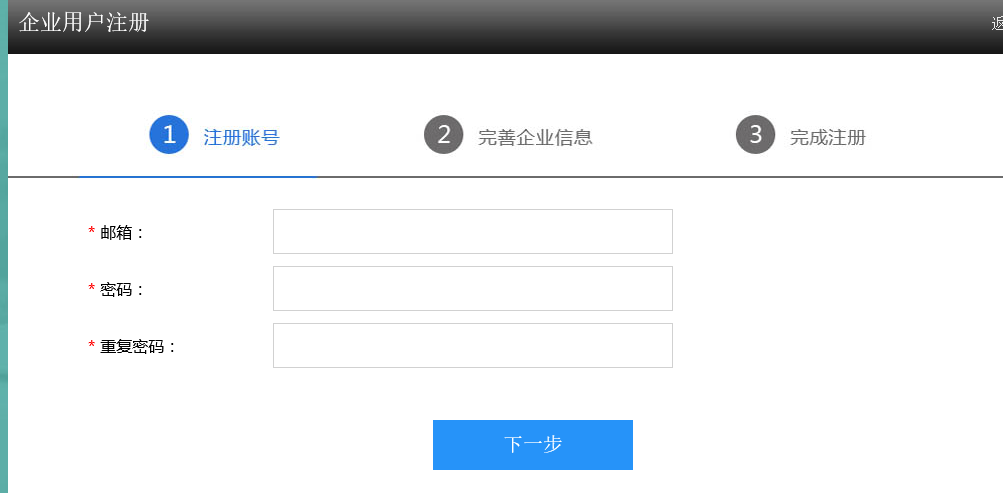 企业用户注册 返
1 注册账号 2 完善企业信息 3 完成注册
* 邮箱：
* 密码：
* 重复密码：
下一步